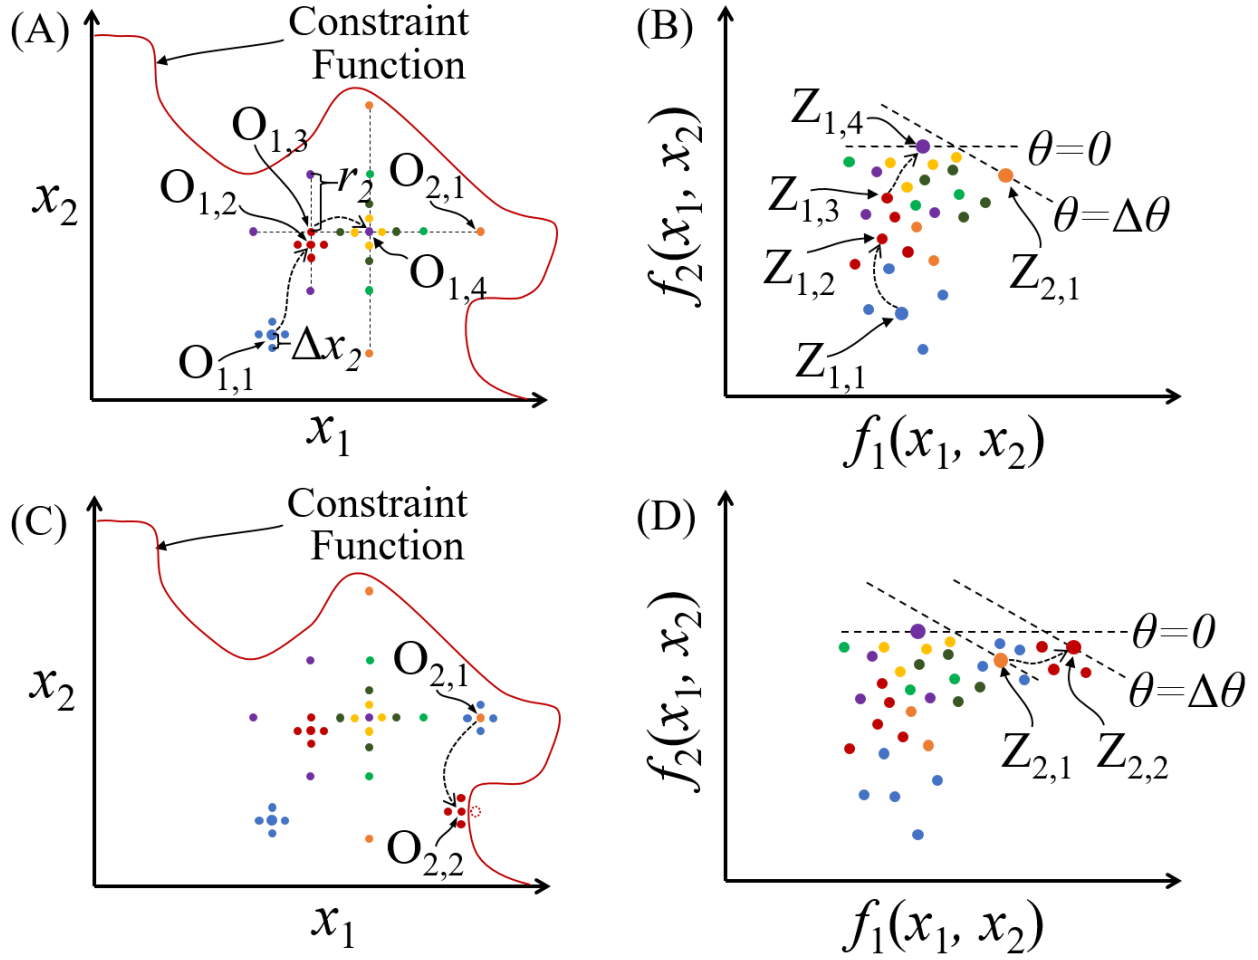 (A)
Constraint
Function
O1,3
r2
O1,2
O2,1
x2
O1,4
Δx2
O1,1
x1
(B)
Z1,4
θ=0
f2(x1, x2)
Z1,3
θ=Δθ
Z1,2
Z2,1
Z1,1
f1(x1, x2)
(C)
Constraint
Function
O2,1
x2
O2,2
x1
(D)
θ=0
f2(x1, x2)
θ=Δθ
Z2,1
Z2,2
f1(x1, x2)